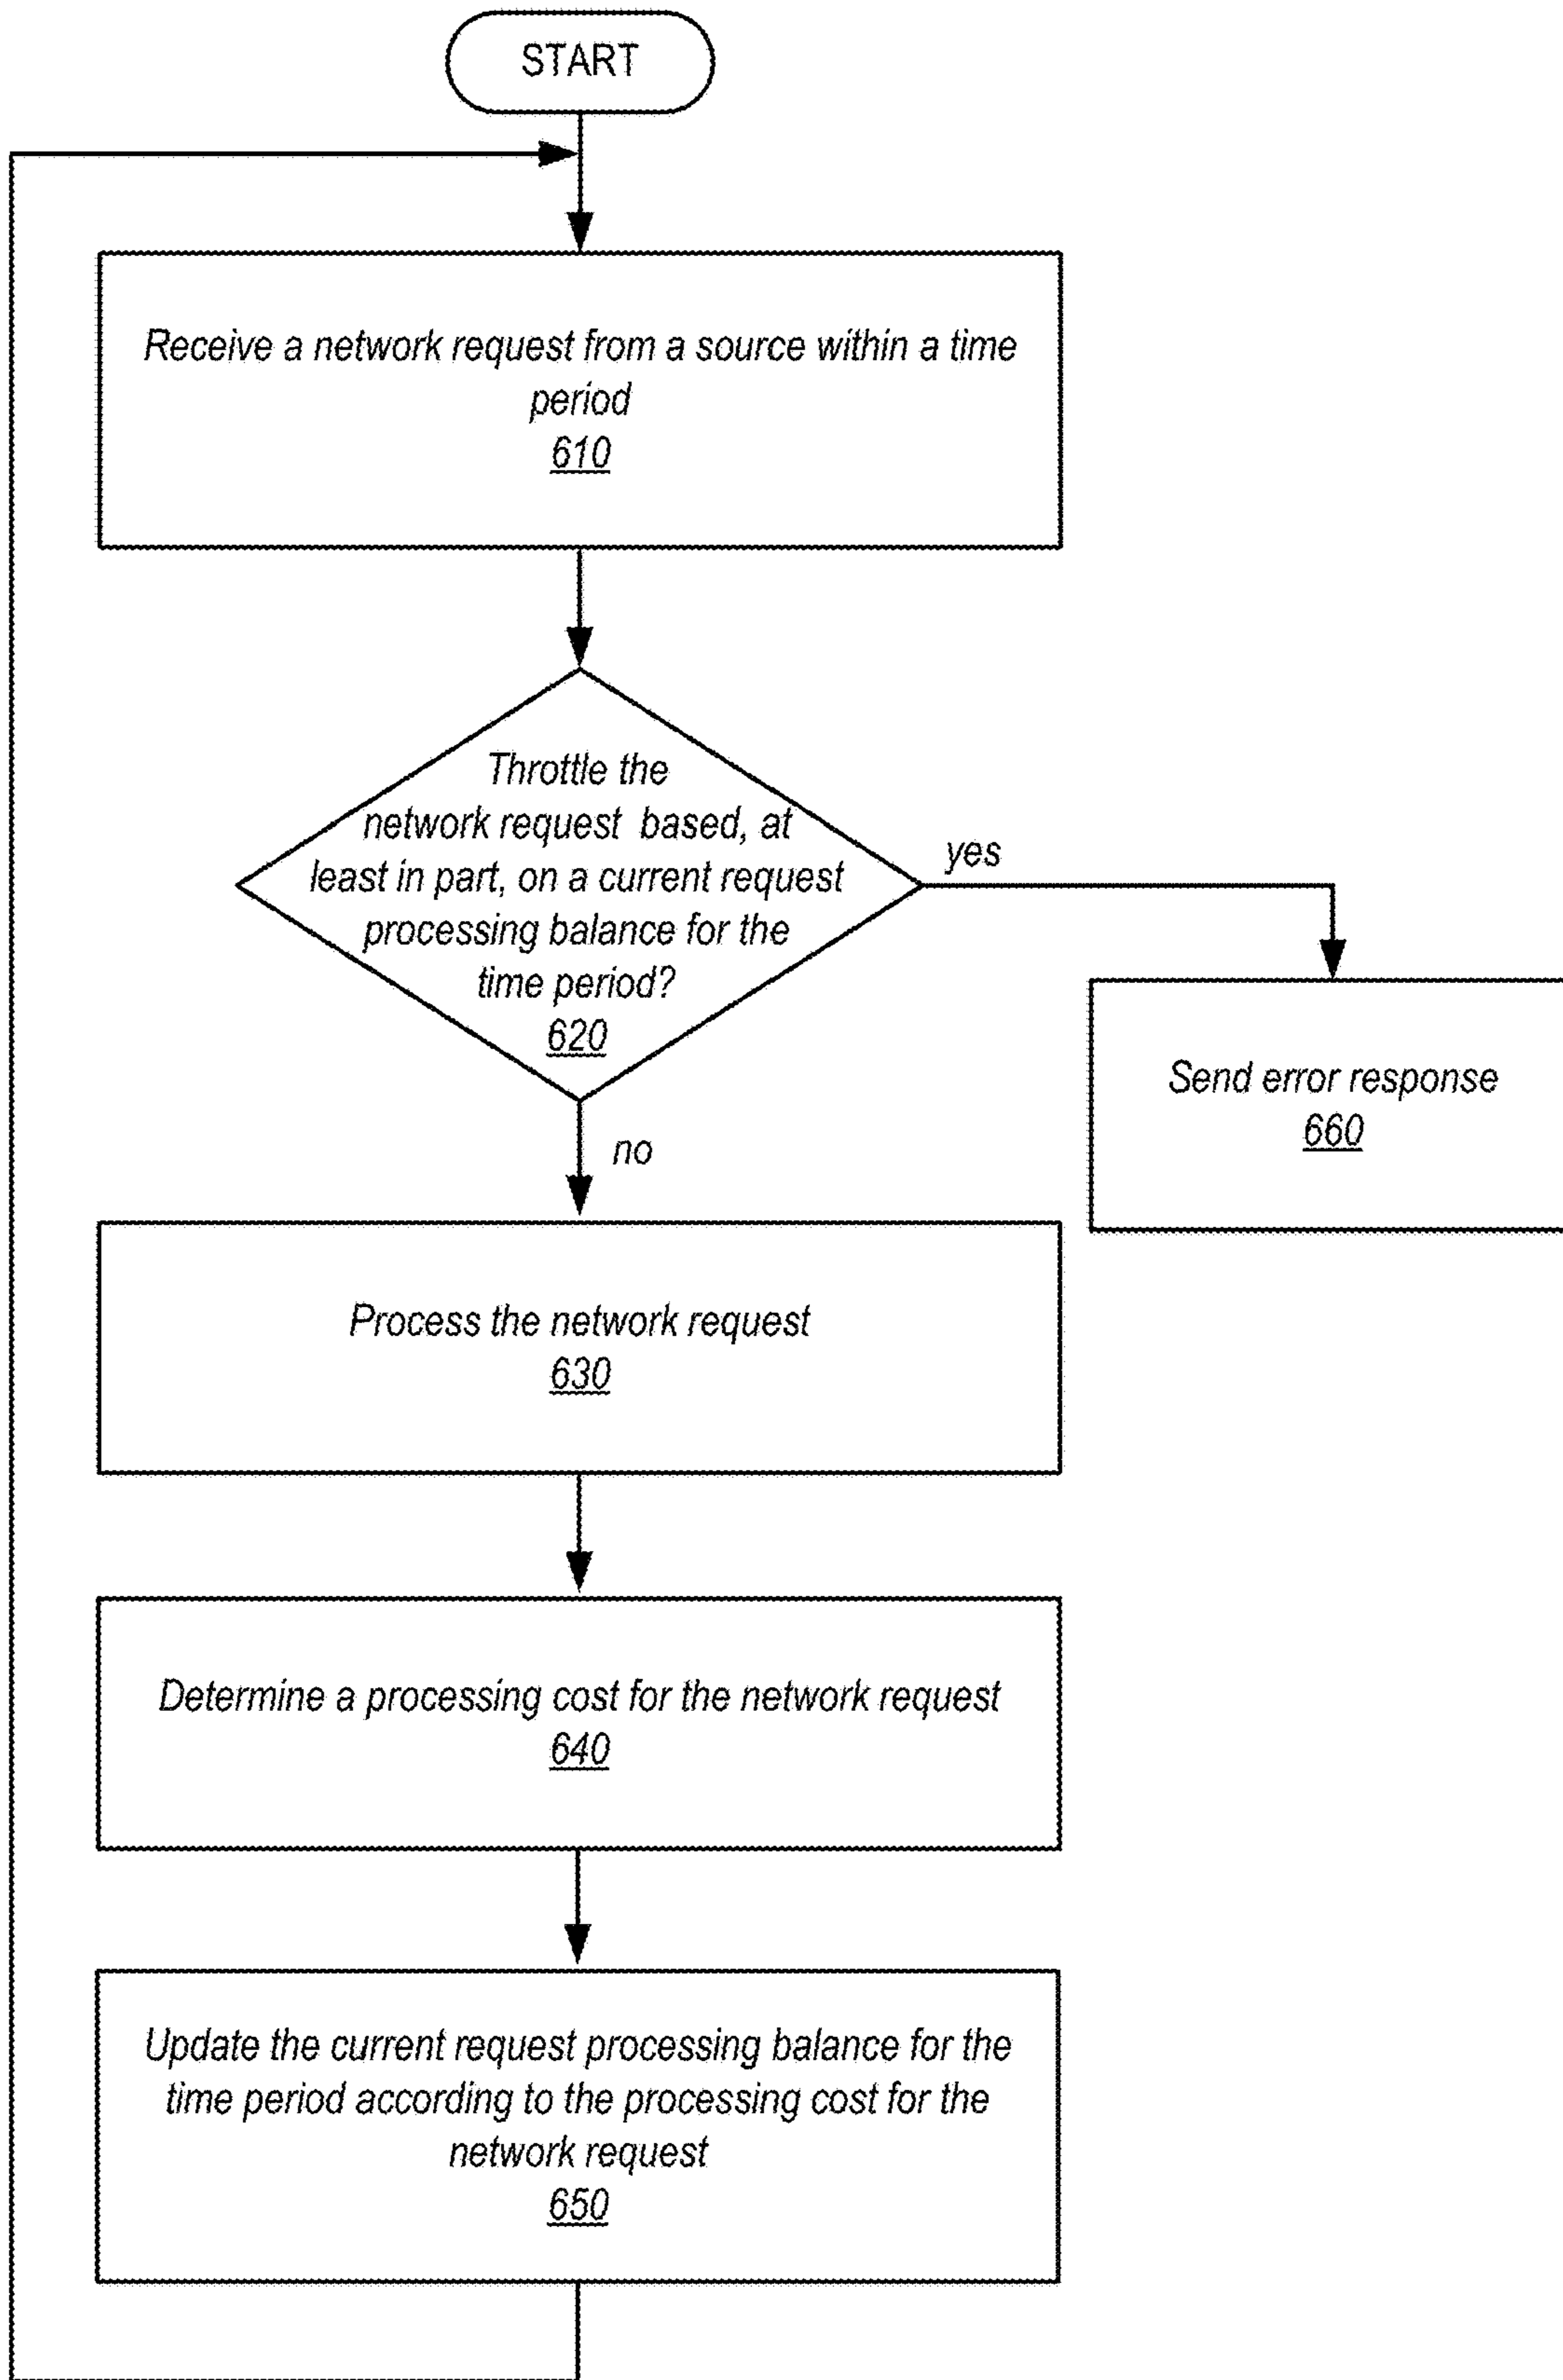 START
Receive a network request from a source within a time
period
610
Throttle the
network request based, at
least in part, on a current request
processing balance for the
time period?
620
yes
Send error response
660
no
Process the network request
630
Determine a processing cost for the network request
640
Update the current request processing balance for the
time period according to the processing cost for the
network request
650